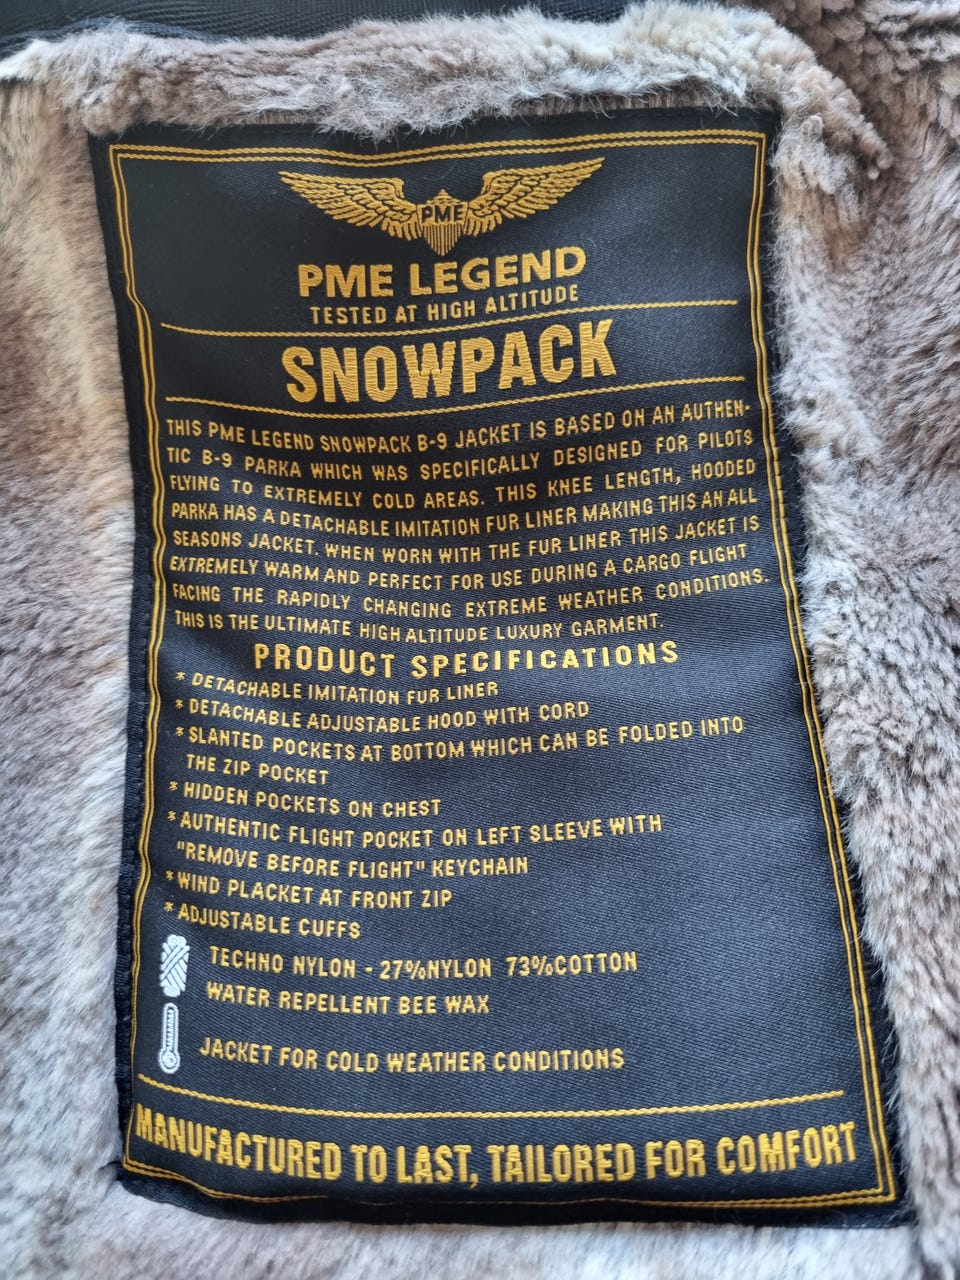 PME
PME LEGEND
TESTED AT HIGH ALTITUDE
SNOWPACK
THIS PME LEGEND SNOWPACK B-9 JACKET IS BASED ON AN AUTHEN-
TIC B-9 PARKA WHICH WAS SPECIFICALLY DESIGNED FOR PILOTS
FLYING TO EXTREMELY COLD AREAS. THIS KNEE LENGTH, HOODED
PARKA HAS A DETACHABLE IMITATION FUR LINER MAKING THIS AN ALL
SEASONS JACKET. WHEN WORN WITH THE FUR LINER THIS JACKET IS
EXTREMELY WARM AND PERFECT FOR USE DURING A CARGO FLIGHT
FACING THE RAPIDLY CHANGING EXTREME WEATHER CONDITIONS.
THIS IS THE ULTIMATE HIGH ALTITUDE LUXURY GARMENT.
PRODUCT SPECIFICATIONS
* DETACHABLE IMITATION FUR LINER
* DETACHABLE ADJUSTABLE HOOD WITH CORD
* SLANTED POCKETS AT BOTTOM WHICH CAN BE FOLDED INTO
THE ZIP POCKET
* HIDDEN POCKETS ON CHEST
* AUTHENTIC FLIGHT POCKET ON LEFT SLEEVE WITH
"REMOVE BEFORE FLIGHT" KEYCHAIN
* WIND PLACKET AT FRONT ZIP
* ADJUSTABLE CUFFS
TECHNO NYLON - 27%NYLON 73%COTTON
WATER REPELLENT BEE WAX
JACKET FOR COLD WEATHER CONDITIONS
MANUFACTURED TO LAST, TAILORED FOR COMFORT